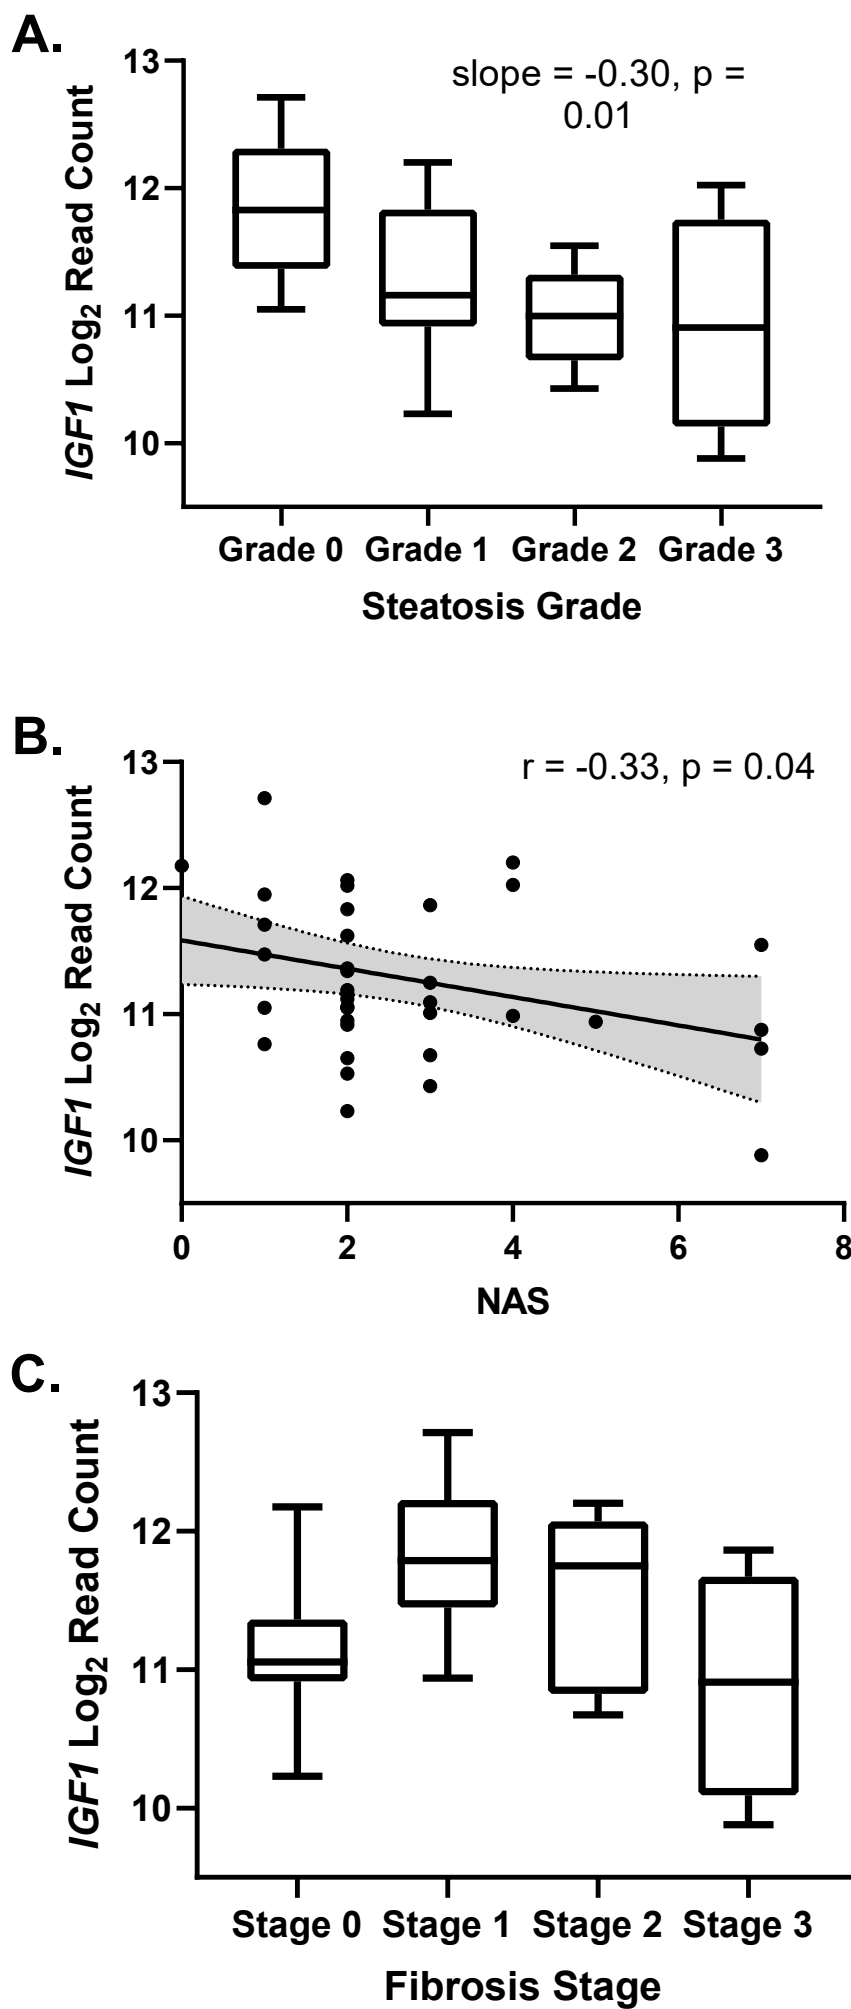 A.
slope = -0.30, p =
0.01
IGF1 Log2 Read Count
13
12
11
10
Grade 0 Grade 1 Grade 2 Grade 3
Steatosis Grade
B.
r = -0.33, p = 0.04
IGF1 Log2 Read Count
13
12
11
10
0 2 4 6 8
NAS
C.
IGF1 Log2 Read Count
13
12
11
10
Stage 0 Stage 1 Stage 2 Stage 3
Fibrosis Stage